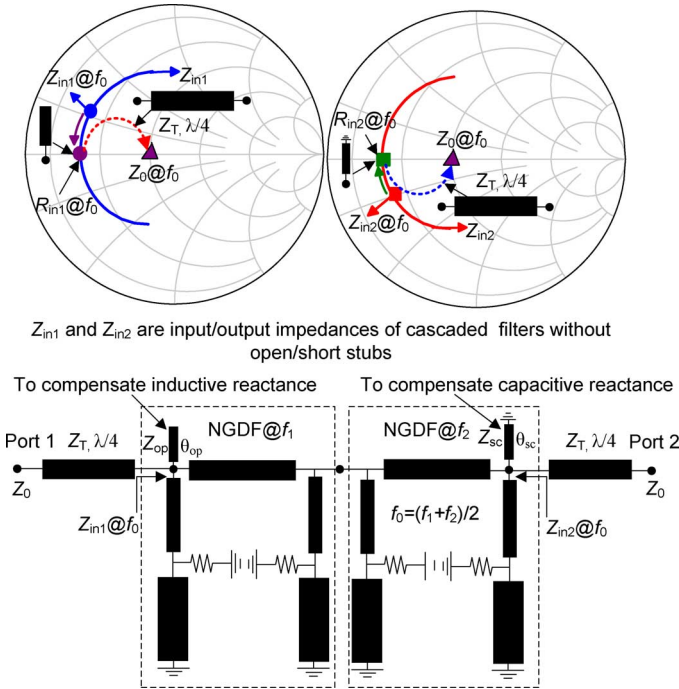 Zin1@f0
Zin1
ZT, λ/4
Z0@f0
Rin1@f0
Rin2@f0
Z0@f0
ZT, λ/4
Zin2@f0
Zin2
Zin1 and Zin2 are input/output impedances of cascaded filters without
open/short stubs
To compensate inductive reactance
To compensate capacitive reactance
Port 1
ZT, λ/4
Zop
θop
NGDF@f1
NGDF@f2
Zsc
θsc
ZT, λ/4
Port 2
Z0
Z0
Zin1@f0
f0=(f1+f2)/2
Zin2@f0